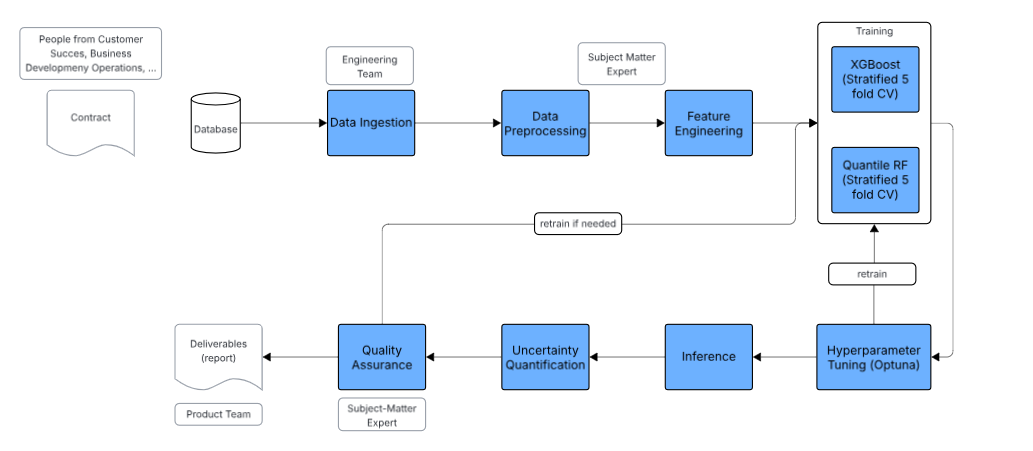 People from Customer
Succes, Business
Developmeny Operations, ...
Contract
Database
Engineering
Team
Data Ingestion
Data
Preprocessing
Subject Matter
Expert
Feature
Engineering
Training
XGBoost
(Stratified 5
fold CV)
Quantile RF
(Stratified 5
fold CV)
retrain if needed
retrain
Deliverables
(report)
Product Team
Quality
Assurance
Subject-Matter
Expert
Uncertainty
Quantification
Inference
Hyperparameter
Tuning (Optuna)